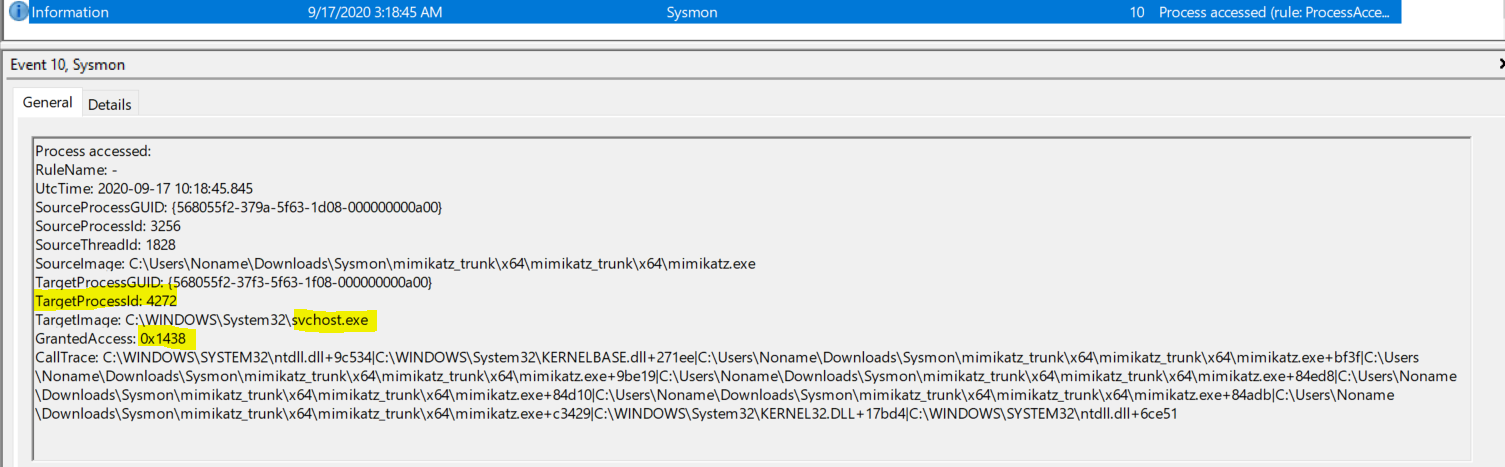 Information 9/17/2020 3:18:45 AM Sysmon 10 Process accessed (rule: ProcessAcce...
Event 10, Sysmon
General Details
Process accessed:
RuleName: -
UtcTime: 2020-09-17 10:18:45.845
SourceProcessGUID: {568055f2-379a-5f63-1d08-000000000a00}
SourceProcessId: 3256
SourceThreadId: 1828
SourceImage: C:\Users\Noname\Downloads\Sysmon\mimikatz_trunk\x64\mimikatz_trunk\x64\mimikatz.exe
TargetProcessGUID: {568055f2-37f3-5f63-1f08-000000000a00}
TargetProcessId: 4272
TargetImage: C:\WINDOWS\System32\svchost.exe
GrantedAccess: 0x1438
CallTrace: C:\WINDOWS\SYSTEM32\ntdll.dll+9c534|C:\WINDOWS\System32\KERNELBASE.dll+271ee|C:\Users\Noname\Downloads\Sysmon\mimikatz_trunk\x64\mimikatz_trunk\x64\mimikatz.exe+bf3f|C:\Users
\Noname\Downloads\Sysmon\mimikatz_trunk\x64\mimikatz_trunk\x64\mimikatz.exe+9be19|C:\Users\Noname\Downloads\Sysmon\mimikatz_trunk\x64\mimikatz_trunk\x64\mimikatz.exe+84ed8|C:\Users\Noname
\Downloads\Sysmon\mimikatz_trunk\x64\mimikatz_trunk\x64\mimikatz.exe+84d10|C:\Users\Noname\Downloads\Sysmon\mimikatz_trunk\x64\mimikatz_trunk\x64\mimikatz.exe+84adb|C:\Users\Noname
\Downloads\Sysmon\mimikatz_trunk\x64\mimikatz_trunk\x64\mimikatz.exe+c3429|C:\WINDOWS\System32\KERNEL32.DLL+17bd4|C:\WINDOWS\SYSTEM32\ntdll.dll+6ce51